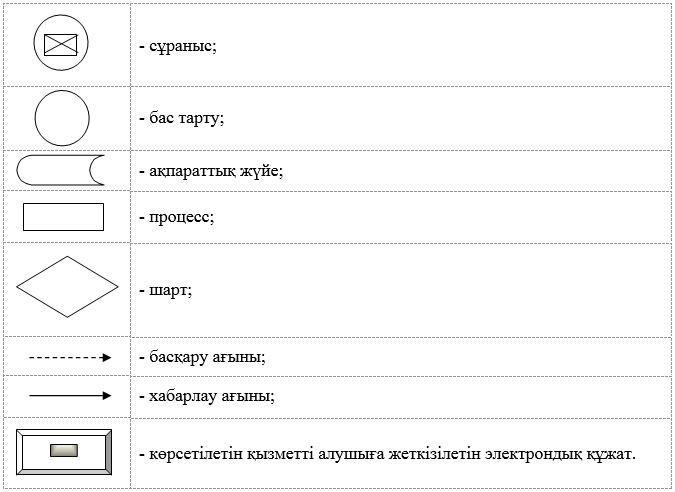 - сұраныс;
- бас тарту;
- ақпараттық жүйе;
- процесс;
- шарт;
- басқару ағыны;
- хабарлау ағыны;
- көрсетілетін қызметті алушыға жеткізілетін электрондық құжат.